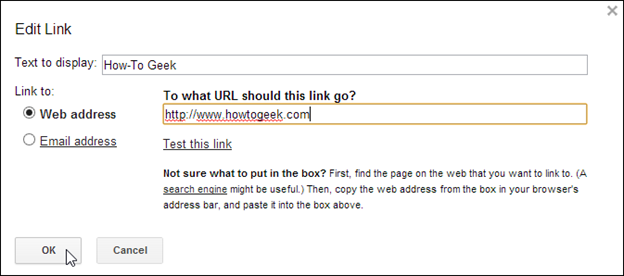 Edit Link
Text to display: How-To Geek
Link to:
To what URL should this link go?
Web address
http://www.howtogeek.com
Email address
Test this link
Not sure what to put in the box? First, find the page on the web that you want to link to. (A
search engine might be useful.) Then, copy the web address from the box in your browser's
address bar, and paste it into the box above.
OK
Cancel